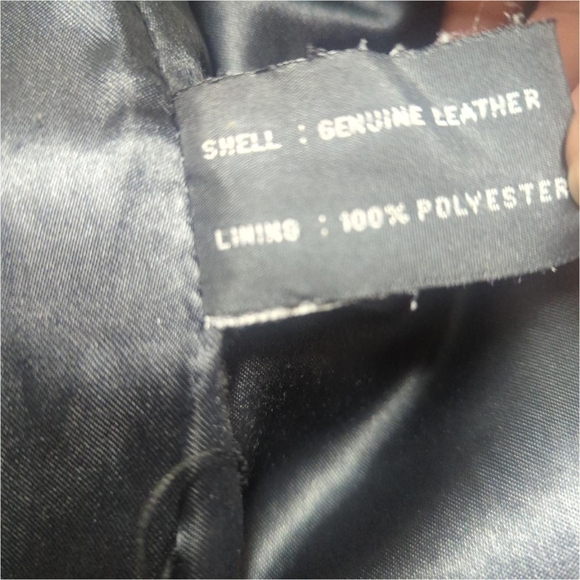 SHELL : GENUINE LEATHER
LINING : 100% POLYESTER